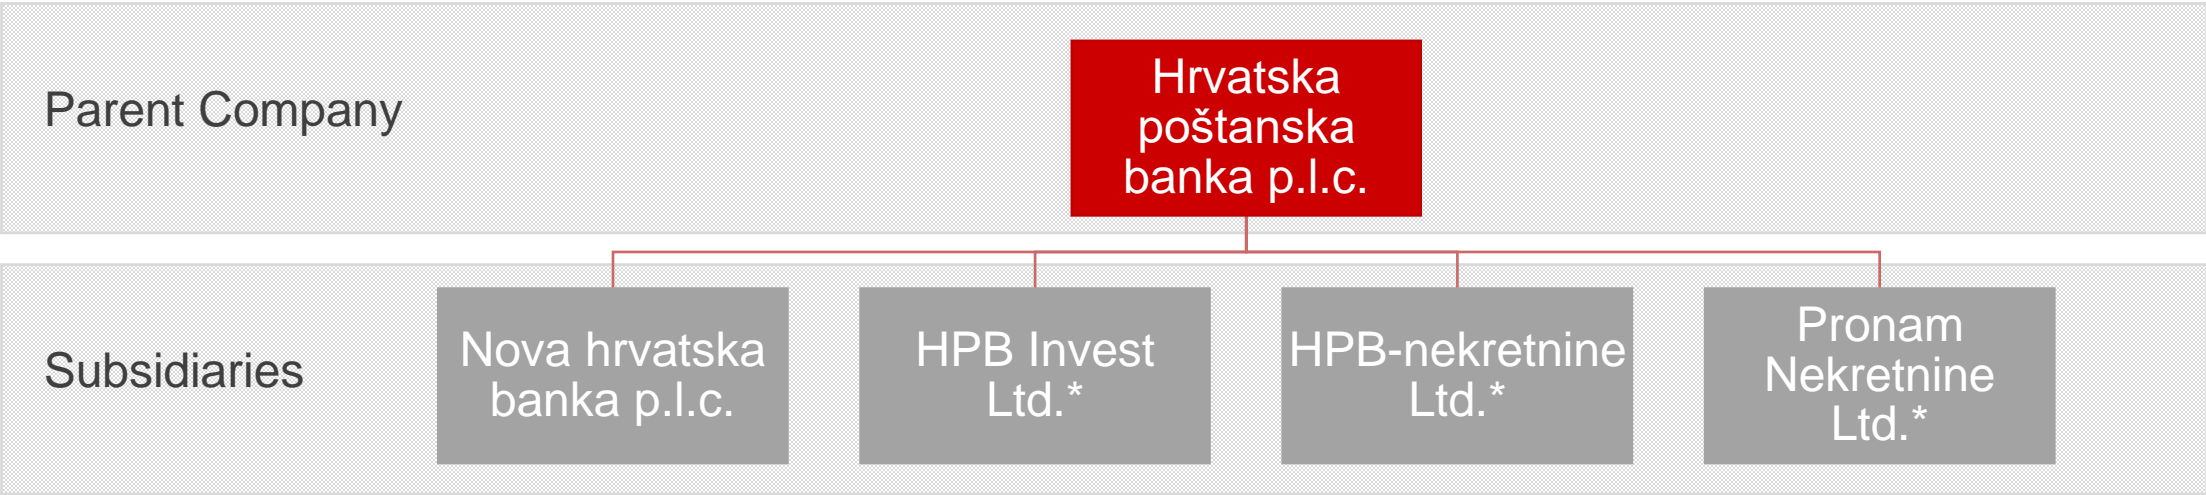 Parent Company
Hrvatska
poštanska
banka p.l.c.
Subsidiaries
Nova hrvatska
banka p.l.c.
HPB Invest
Ltd.*
HPB-nekretnine
Ltd.*
Pronam
Nekretnine
Ltd.*